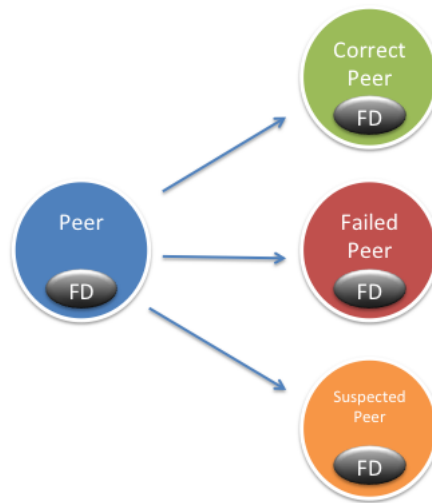 Correct
Peer
FD
Peer
FD
Failed
Peer
FD
Suspected
Peer
FD